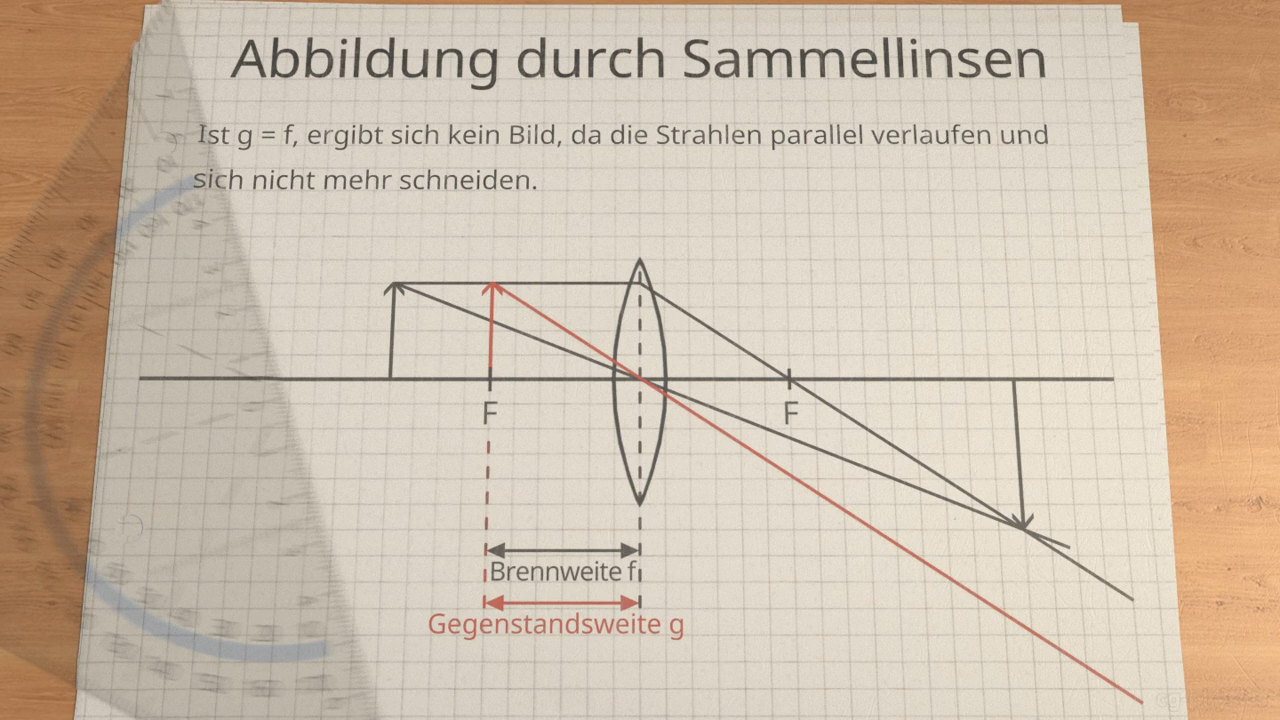 Abbildung durch Sammellinsen
Ist g = f, ergibt sich kein Bild, da die Strahlen parallel verlaufen und
sich nicht mehr schneiden.
F
F
Brennweite f
Gegenstandsweite g